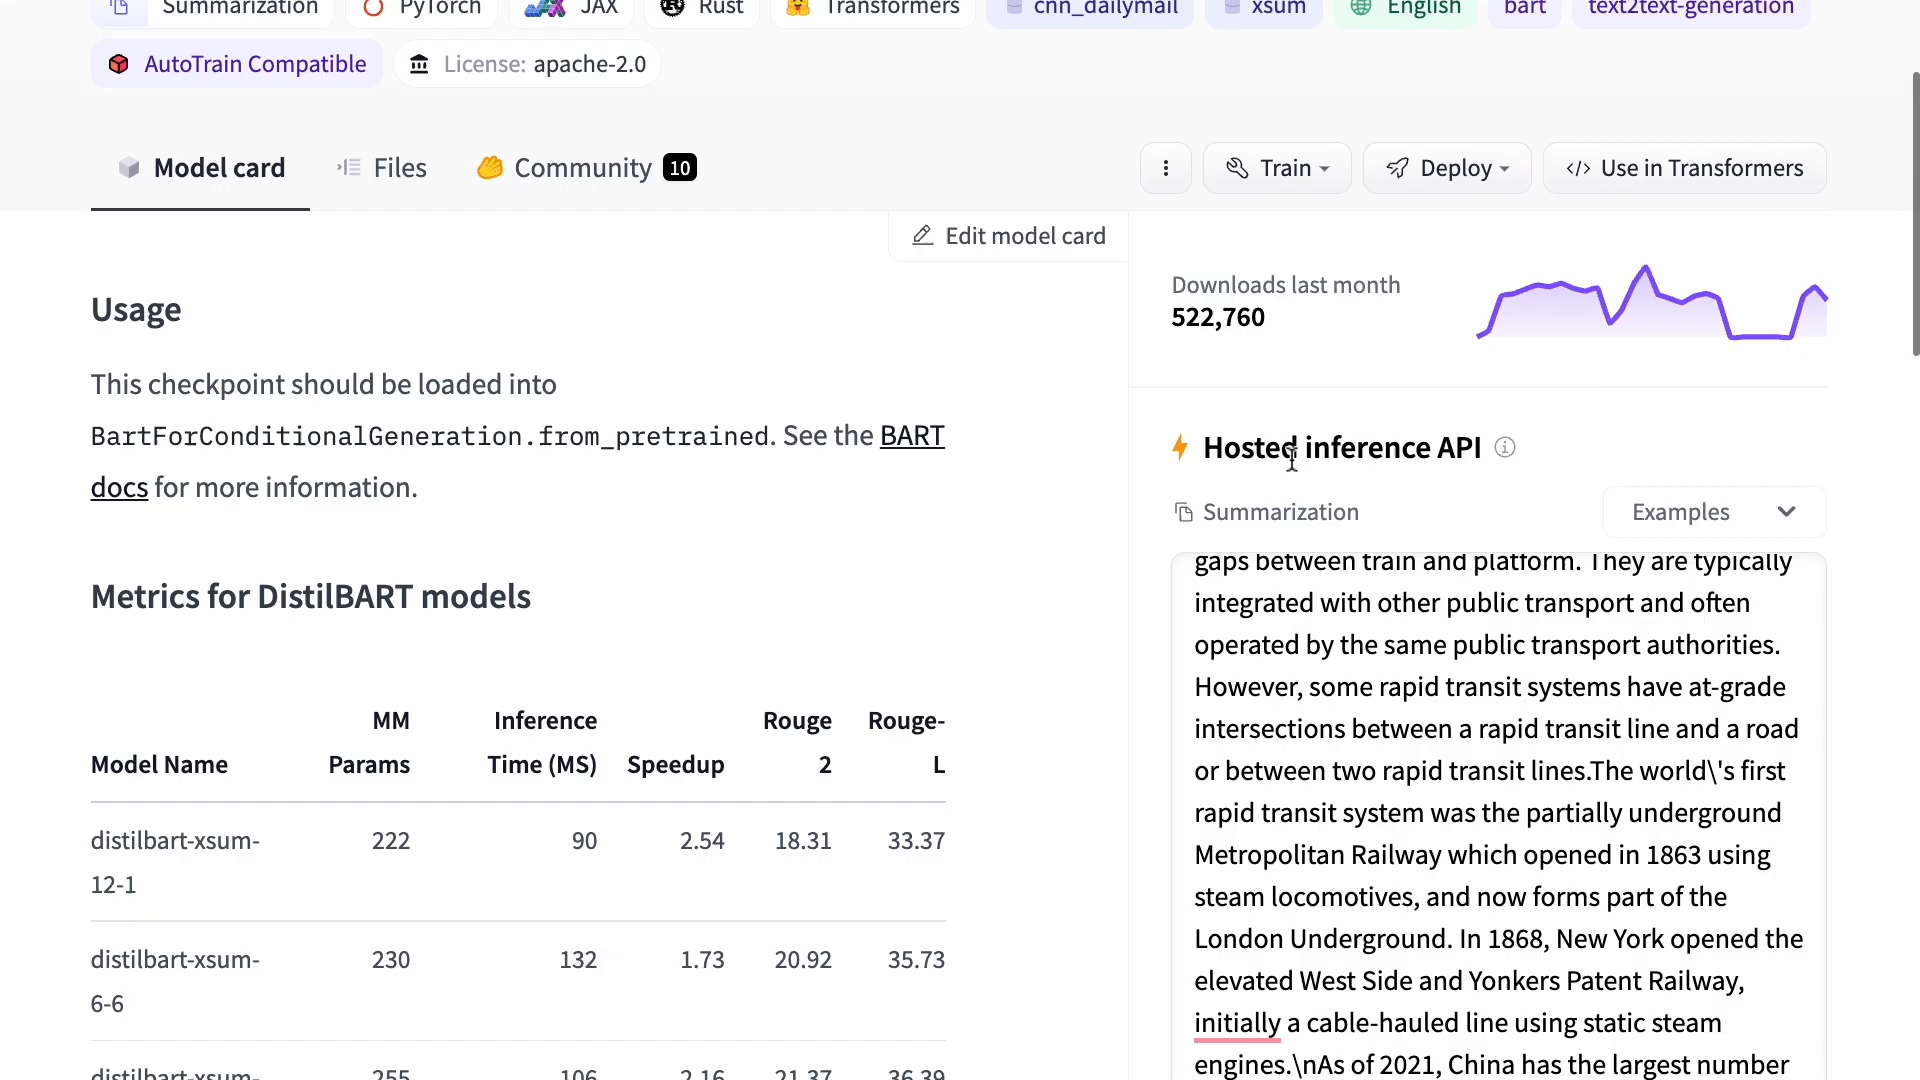 Summarization PyTorch JAX Rust Transformers cnn_dailymail xsum English bart text2text-generation
AutoTrain Compatible License: apache-2.0
Model card Files Community 10 Train Deploy </> Use in Transformers
Edit model card
Usage
This checkpoint should be loaded into
BartForConditionalGeneration.from_pretrained. See the BART
docs for more information.
Metrics for DistilBART models
MM Inference Rouge Rouge-
Model Name Params Time (MS) Speedup 2 L
distilbart-xsum- 222 90 2.54 18.31 33.37
12-1
distilbart-xsum- 230 132 1.73 20.92 35.73
6-6
distilbart-xsum- 255 106 2.16 21.37 36.39
Downloads last month
522,760
Hosted inference API
Summarization Examples
gaps between train and platform. They are typically
integrated with other public transport and often
operated by the same public transport authorities.
However, some rapid transit systems have at-grade
intersections between a rapid transit line and a road
or between two rapid transit lines.The world\'s first
rapid transit system was the partially underground
Metropolitan Railway which opened in 1863 using
steam locomotives, and now forms part of the
London Underground. In 1868, New York opened the
elevated West Side and Yonkers Patent Railway,
initially a cable-hauled line using static steam
engines.\nAs of 2021, China has the largest number